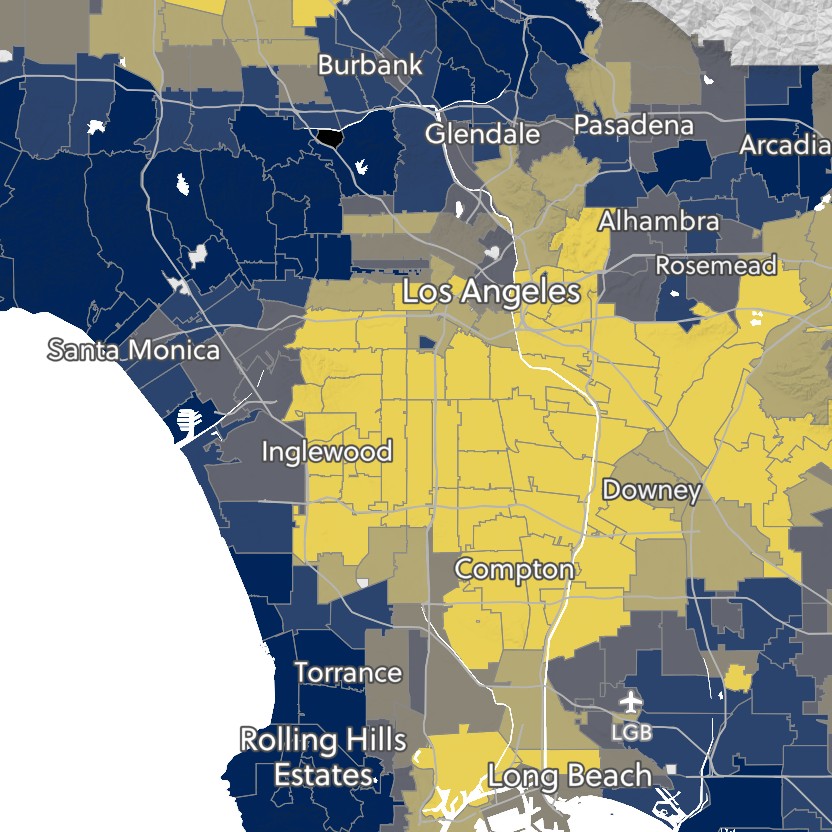 Burbank
Glendale
Pasadena
Arcadia
Alhambra
Rosemead
Los Angeles
Santa Monica
Inglewood
Downey
Compton
Torrance
LGB
Rolling Hills
Estates
Long Beach